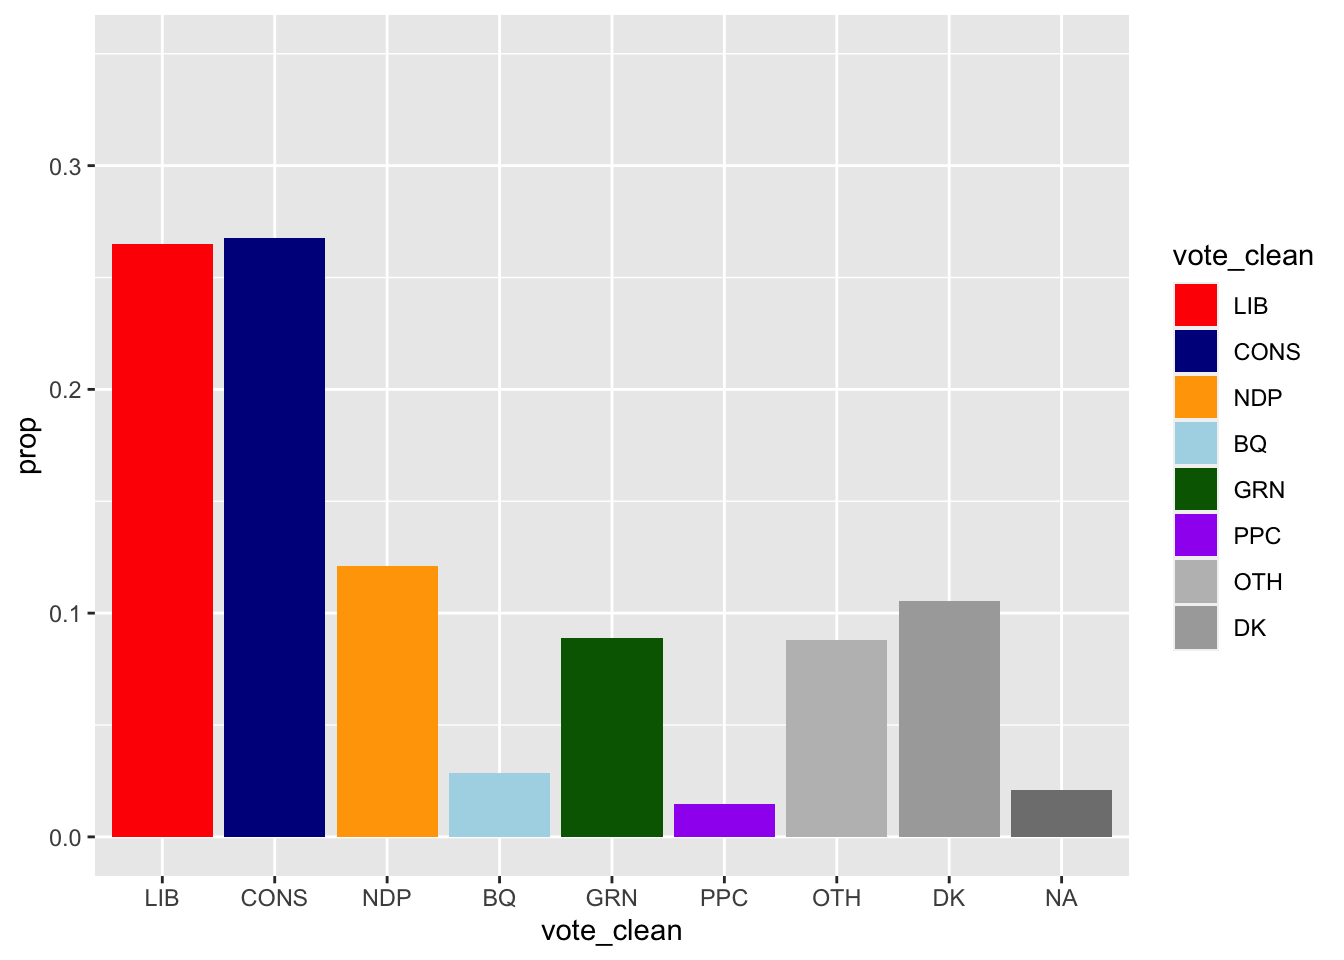 0.3
0.2
0.1
0.0
prop
LIB CONS NDP BQ GRN PPC OTH DK NA
vote_clean
vote_clean
LIB
CONS
NDP
BQ
GRN
PPC
OTH
DK